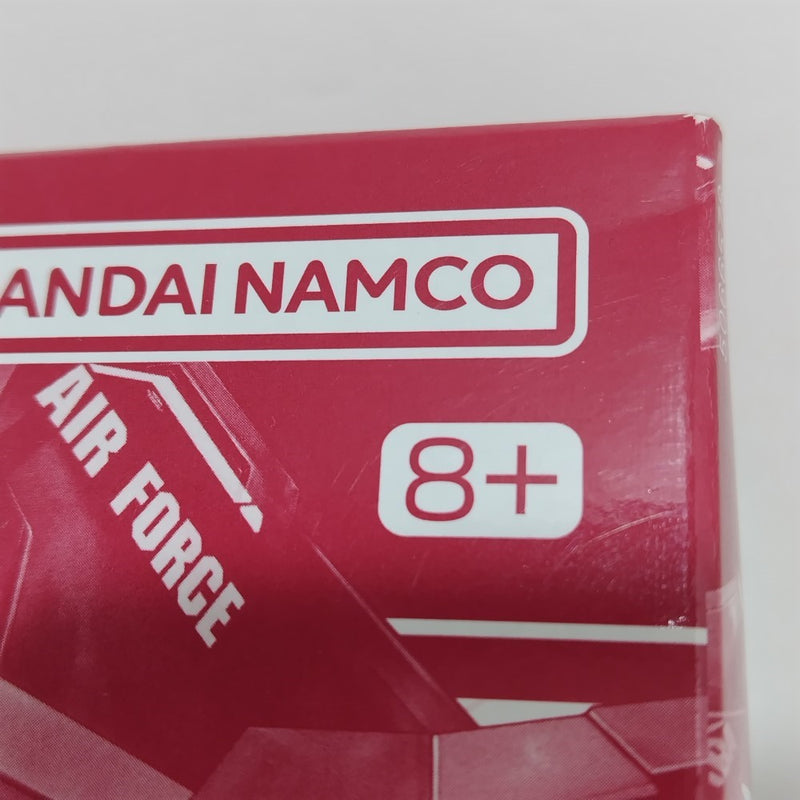 ANDAI NAMCO
8+
AIR FORCE